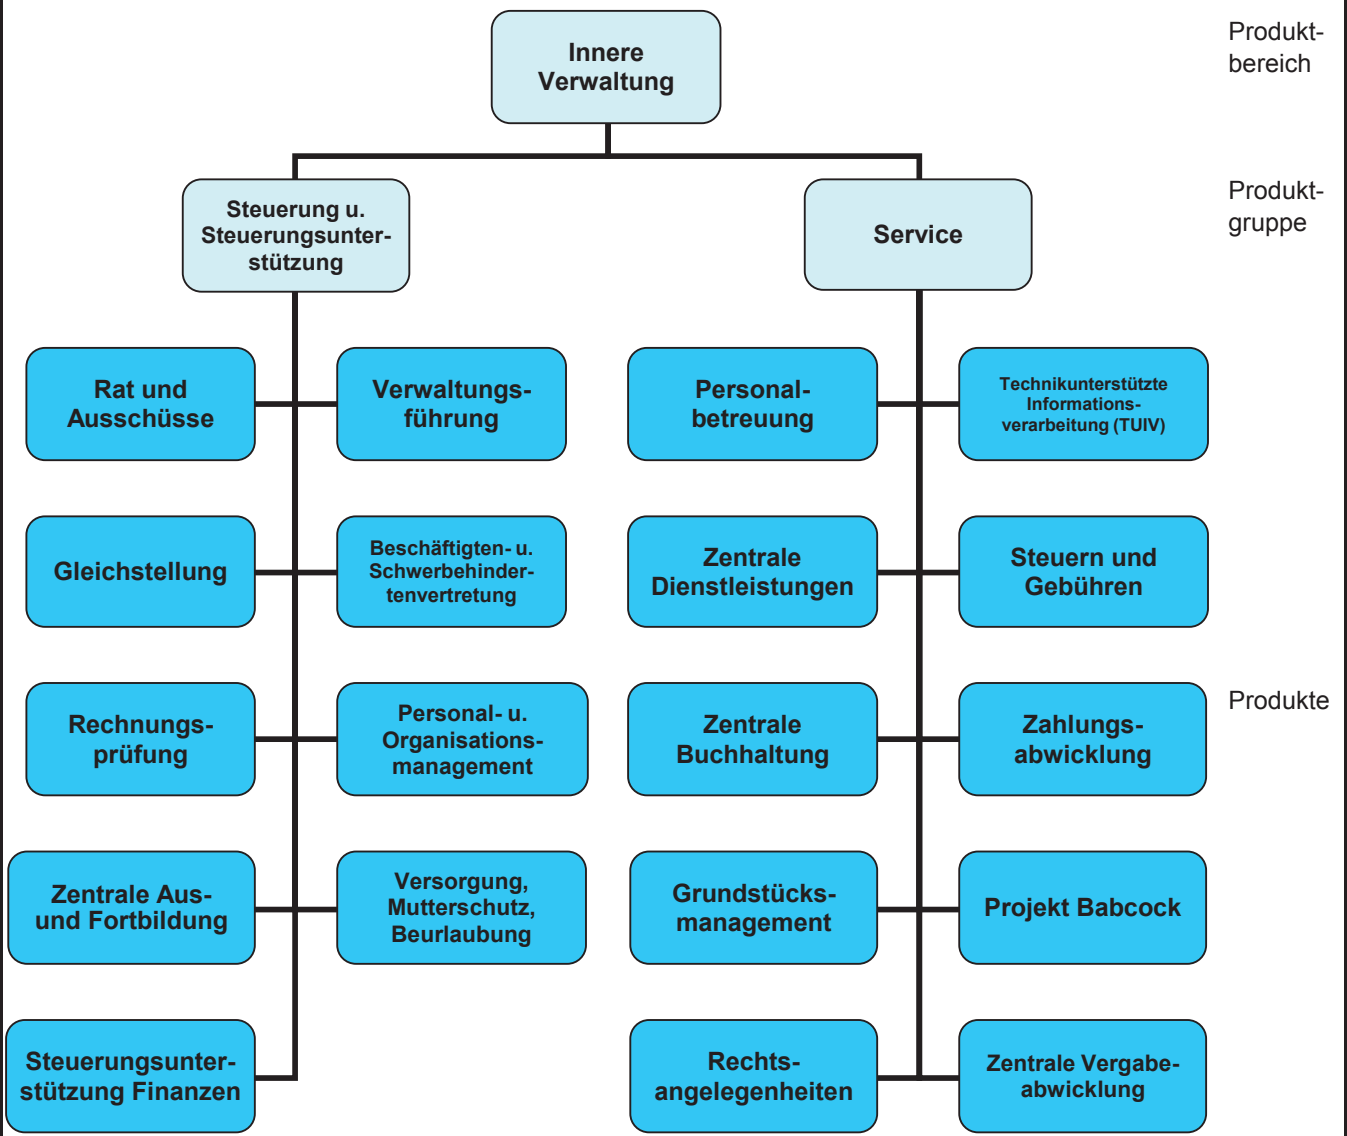 Innere
Verwaltung
Produkt-
bereich
Steuerung u.
Steuerungsunter-
stützung
Service
Produkt-
gruppe
Rat und
Ausschüsse
Verwaltungs-
führung
Personal-
betreuung
Technikunterstützte
Informations-
verarbeitung (TUIV)
Gleichstellung
Beschäftigten- u.
Schwerbehinder-
tenvertretung
Zentrale
Dienstleistungen
Steuern und
Gebühren
Rechnungs-
prüfung
Personal- u.
Organisations-
management
Zentrale
Buchhaltung
Zahlungs-
abwicklung
Produkte
Zentrale Aus-
und Fortbildung
Versorgung,
Mutterschutz,
Beurlaubung
Grundstücks-
management
Projekt Babcock
Steuerungsunter-
stützung Finanzen
Rechts-
angelegenheiten
Zentrale Vergabe-
abwicklung